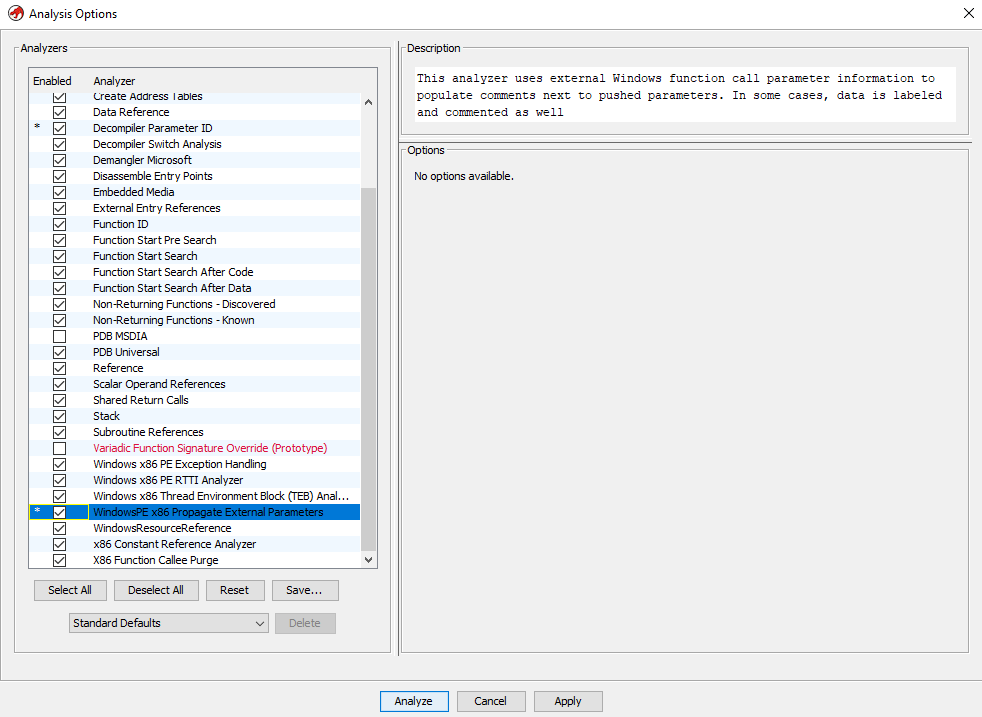 Analysis Options
Analyzers
Enabled Analyzer
Create Address Tables
Data Reference
* Decompiler Parameter ID
Decompiler Switch Analysis
Demangler Microsoft
Disassemble Entry Points
Embedded Media
External Entry References
Function ID
Function Start Pre Search
Function Start Search
Function Start Search After Code
Function Start Search After Data
Non-Returning Functions - Discovered
Non-Returning Functions - Known
PDB MSDIA
PDB Universal
Reference
Scalar Operand References
Shared Return Calls
Stack
Subroutine References
Variadic Function Signature Override (Prototype)
Windows x86 PE Exception Handling
Windows x86 PE RTTI Analyzer
Windows x86 Thread Environment Block (TEB) Anal...
* WindowsPE x86 Propagate External Parameters
WindowsResourceReference
x86 Constant Reference Analyzer
X86 Function Callee Purge
Select All Deselect All Reset Save...
Standard Defaults Delete
Description
This analyzer uses external Windows function call parameter information to
populate comments next to pushed parameters. In some cases, data is labeled
and commented as well
Options
No options available.
Analyze Cancel Apply